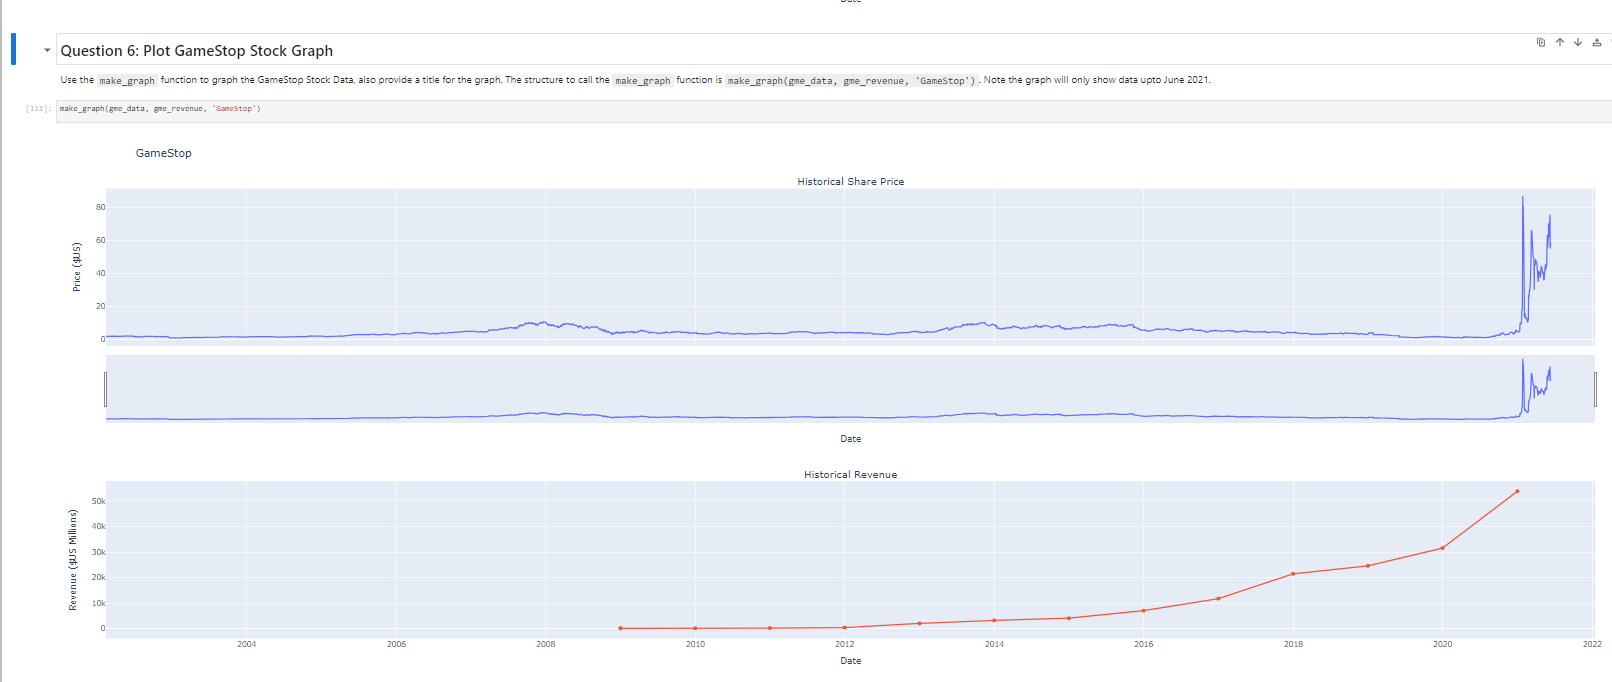 Date
Question 6: Plot GameStop Stock Graph
Use the make_graph function to graph the GameStop Stock Data, also provide a title for the graph. The structure to call the make_graph function is make_graph(gme_data, gme_revenue, 'GameStop') . Note the graph will only show data upto June 2021.
[111]: make_graph(gme_data, gme_revenue, 'GameStop')
GameStop
Historical Share Price
Price ($US)
80
60
40
20
0
Date
Historical Revenue
Revenue ($US Millions)
50k
40k
30k
20k
10k
0
2004 2006 2008 2010 2012 2014 2016 2018 2020 2022
Date